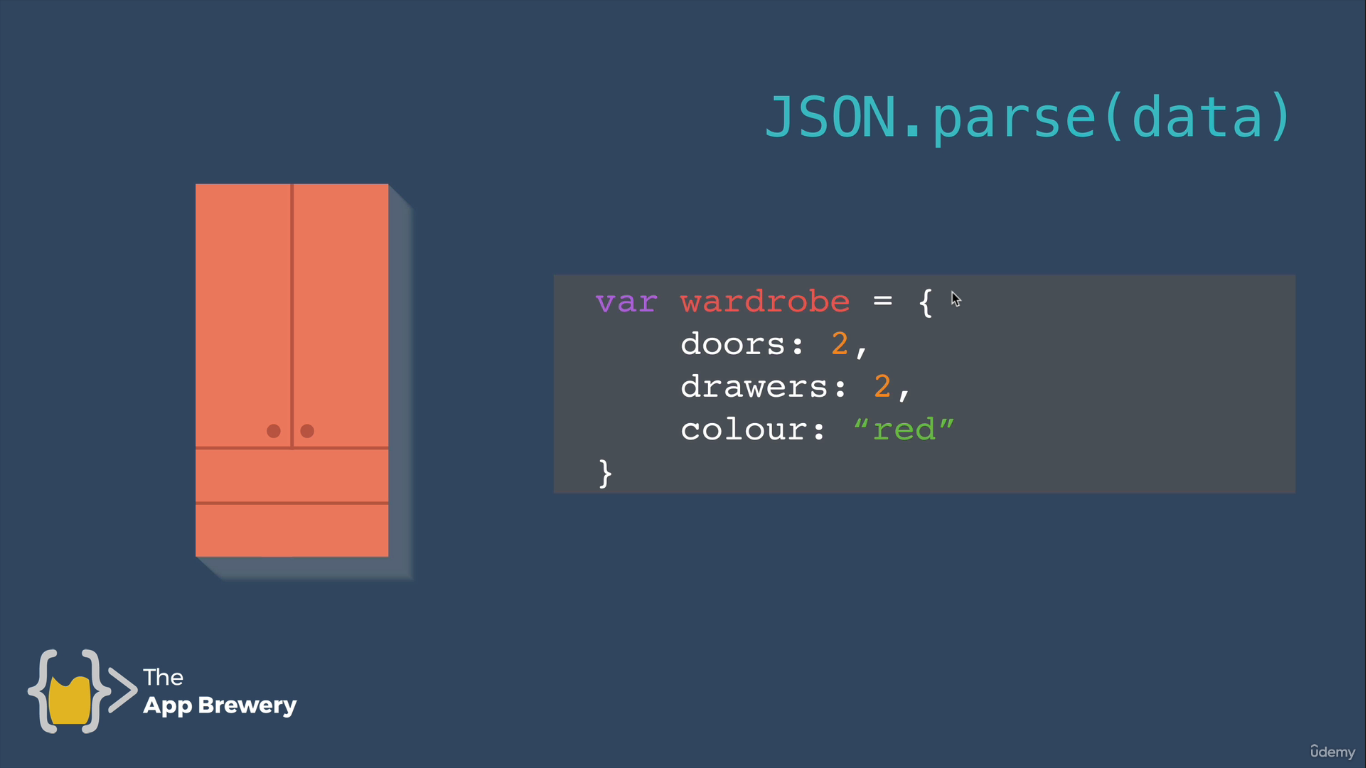 JSON.parse(data)
var wardrobe = {
doors: 2,
drawers: 2,
colour: “red”
}
The
App Brewery
ûdemy